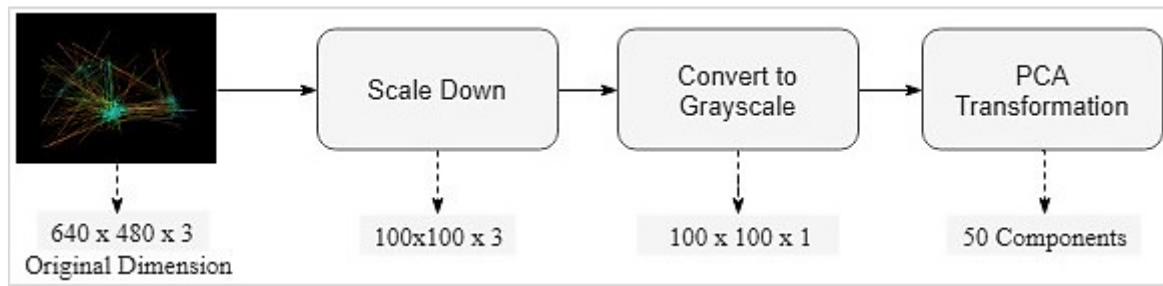 Scale Down
Convert to
Grayscale
PCA
Transformation
640 x 480 x 3
Original Dimension
100x100 x 3
100 x 100 x 1
50 Components